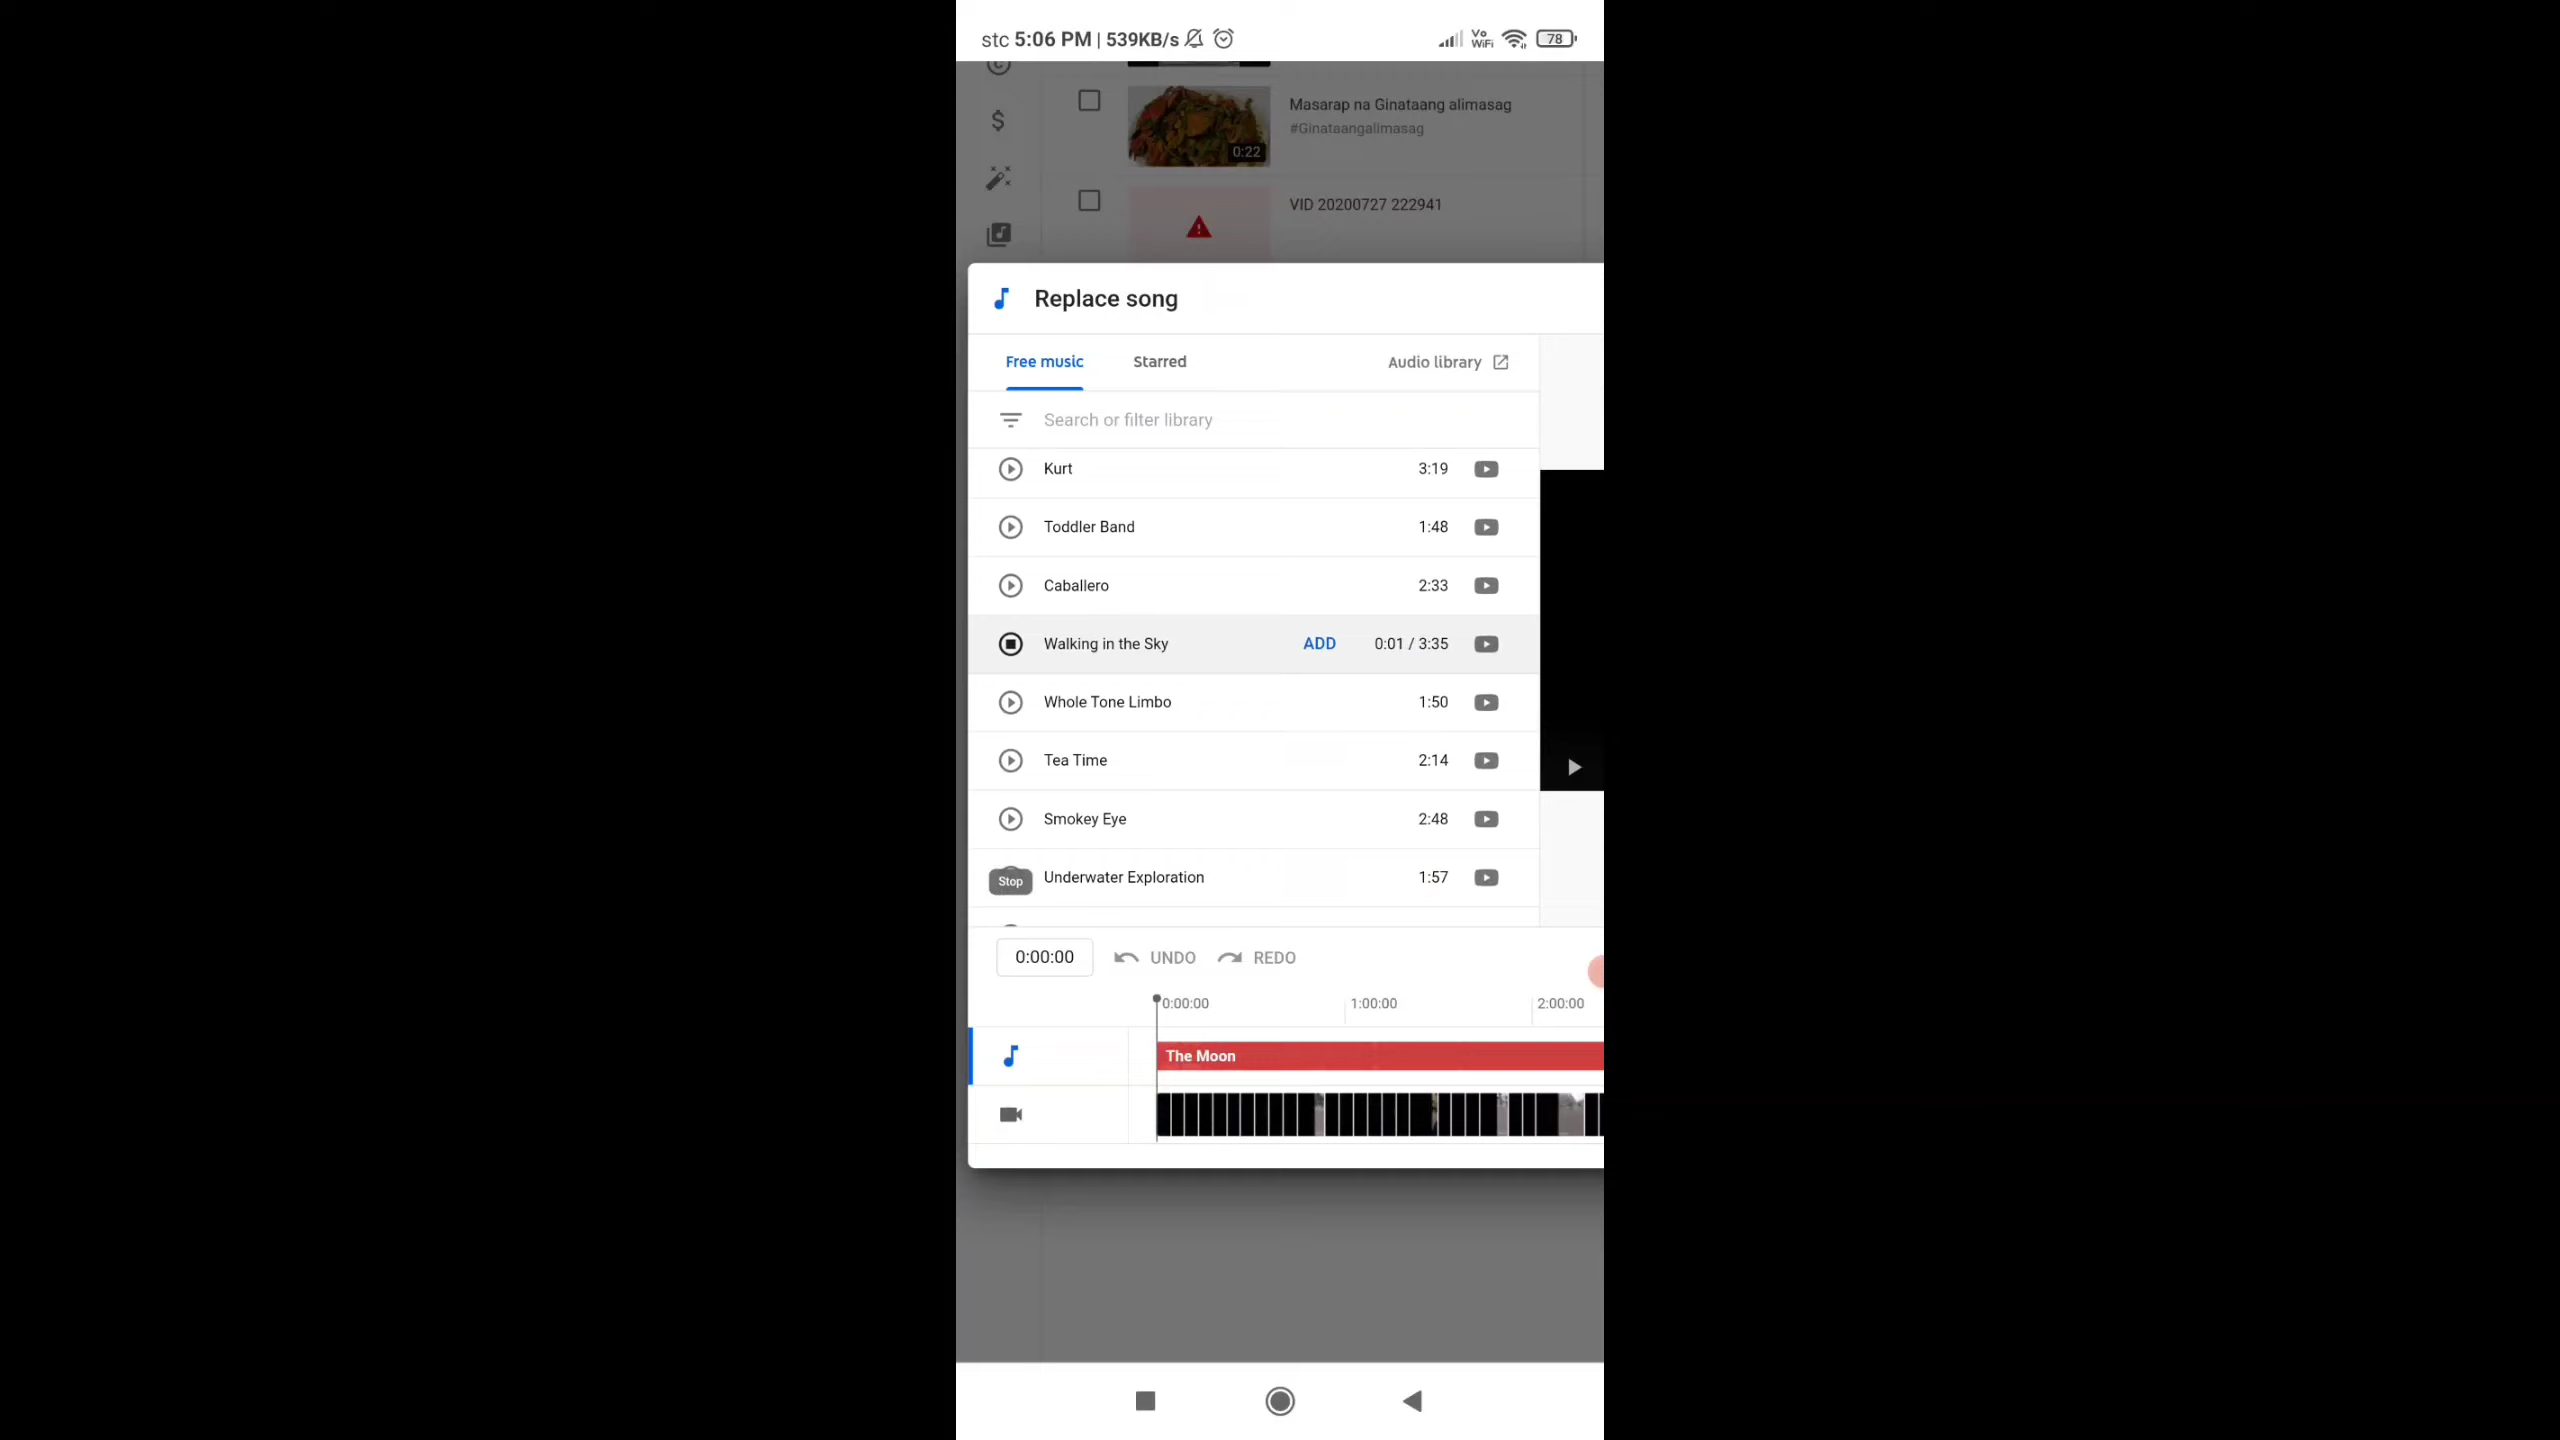 stc 5:06 PM | 539KB/s Vo WiFi 78
Masarap na Ginataang alimasag
#Ginataangalimasag
0:22
VID 20200727 222941
Replace song
Free music Starred Audio library
Search or filter library
Kurt 3:19
Toddler Band 1:48
Caballero 2:33
Walking in the Sky ADD 0:01 / 3:35
Whole Tone Limbo 1:50
Tea Time 2:14
Smokey Eye 2:48
Stop Underwater Exploration 1:57
0:00:00 UNDO REDO
0:00:00 1:00:00 2:00:00
The Moon